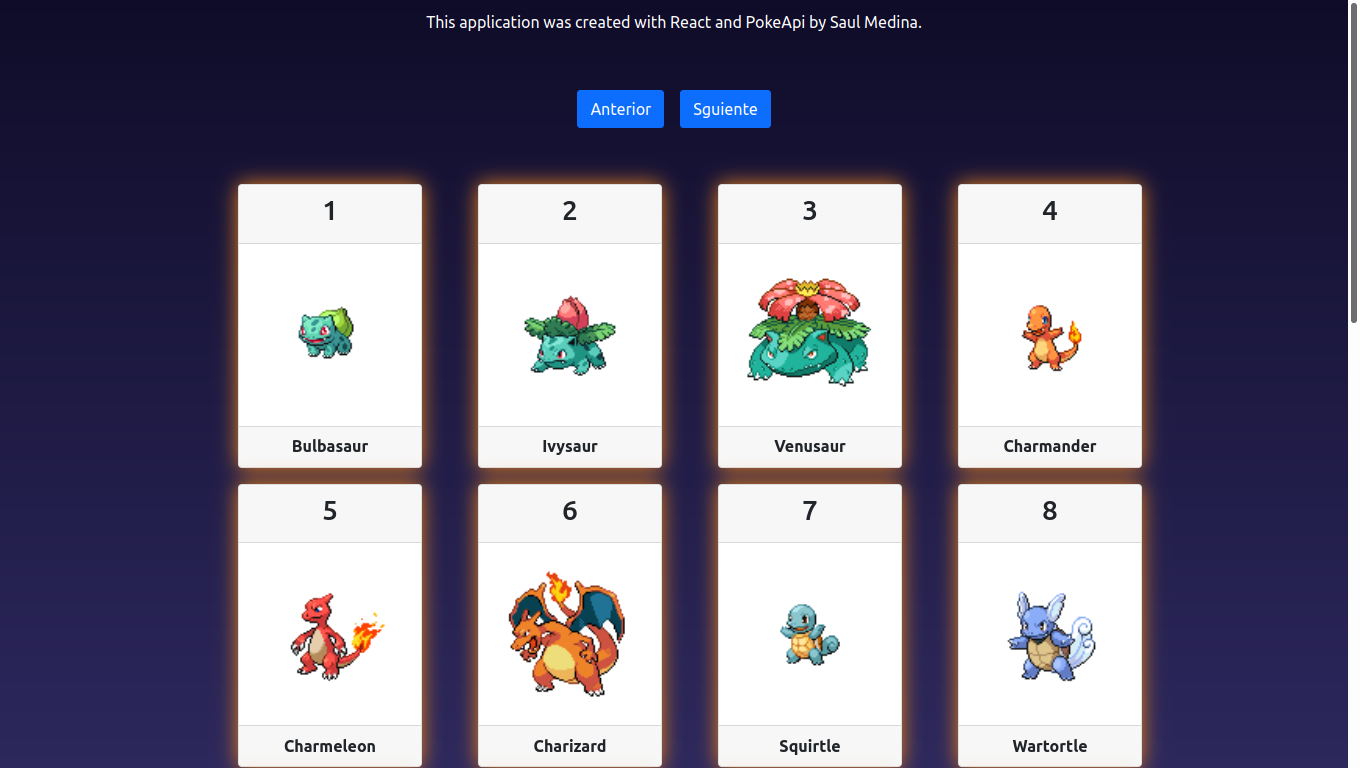 This application was created with React and PokeApi by Saul Medina.
Anterior Sguiente
1 2 3 4
Bulbasaur Ivysaur Venusaur Charmander
5 6 7 8
Charmeleon Charizard Squirtle Wartortle